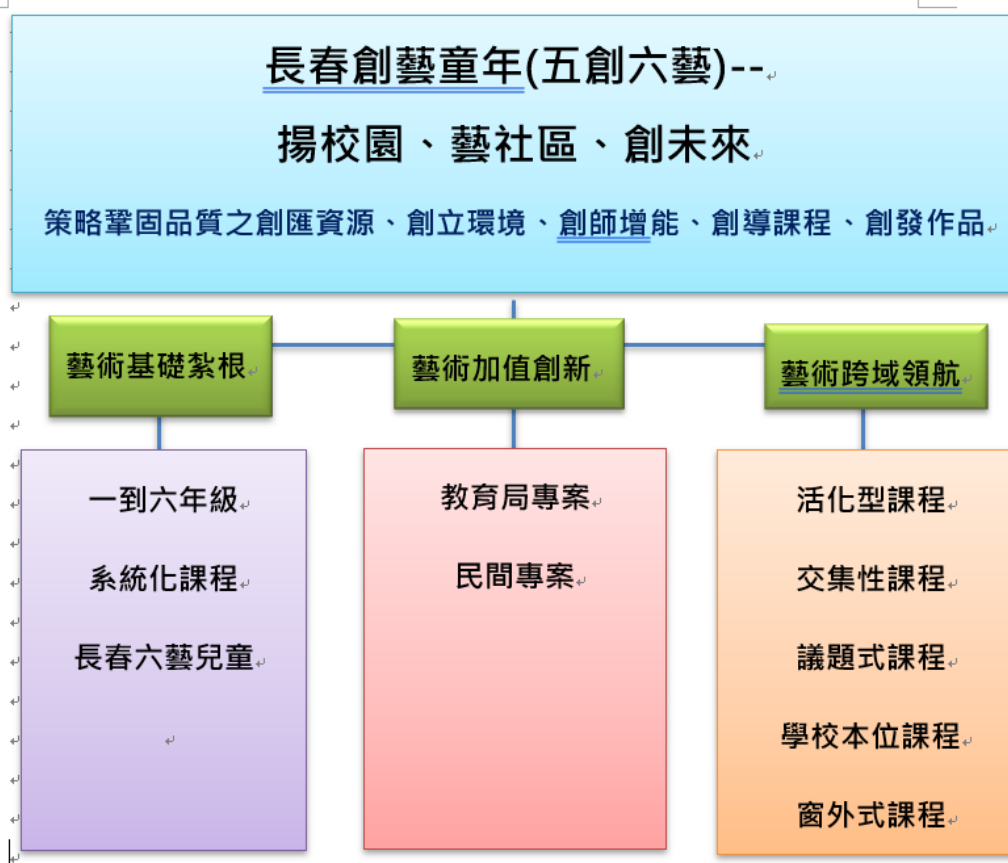 長春創藝童年(五創六藝)--
揚校園、藝社區、創未來
策略鞏固品質之創匯資源、創立環境、創師增能、創導課程、創發作品
藝術基礎紮根
藝術加值創新
藝術跨域領航
一到六年級
系統化課程
長春六藝兒童
教育局專案
民間專案
活化型課程
交集性課程
議題式課程
學校本位課程
窗外式課程